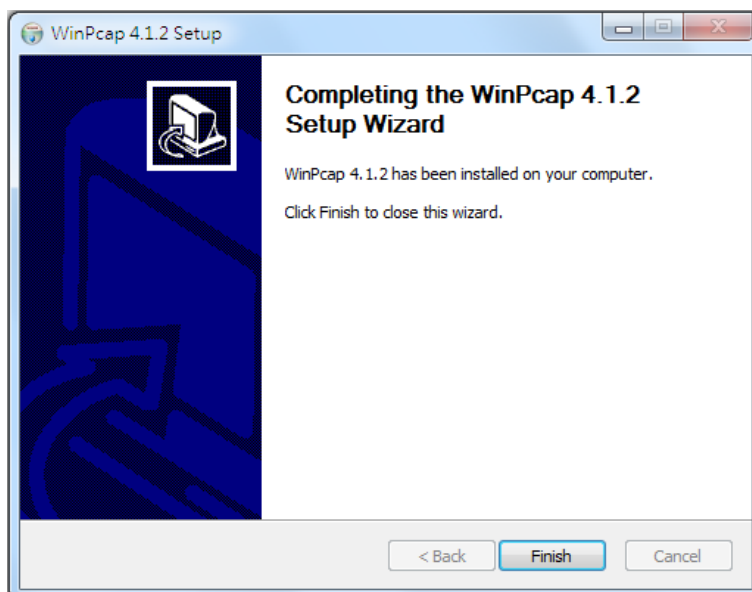 WinPcap 4.1.2 Setup
Completing the WinPcap 4.1.2
Setup Wizard
WinPcap 4.1.2 has been installed on your computer.
Click Finish to close this wizard.
< Back
Finish
Cancel